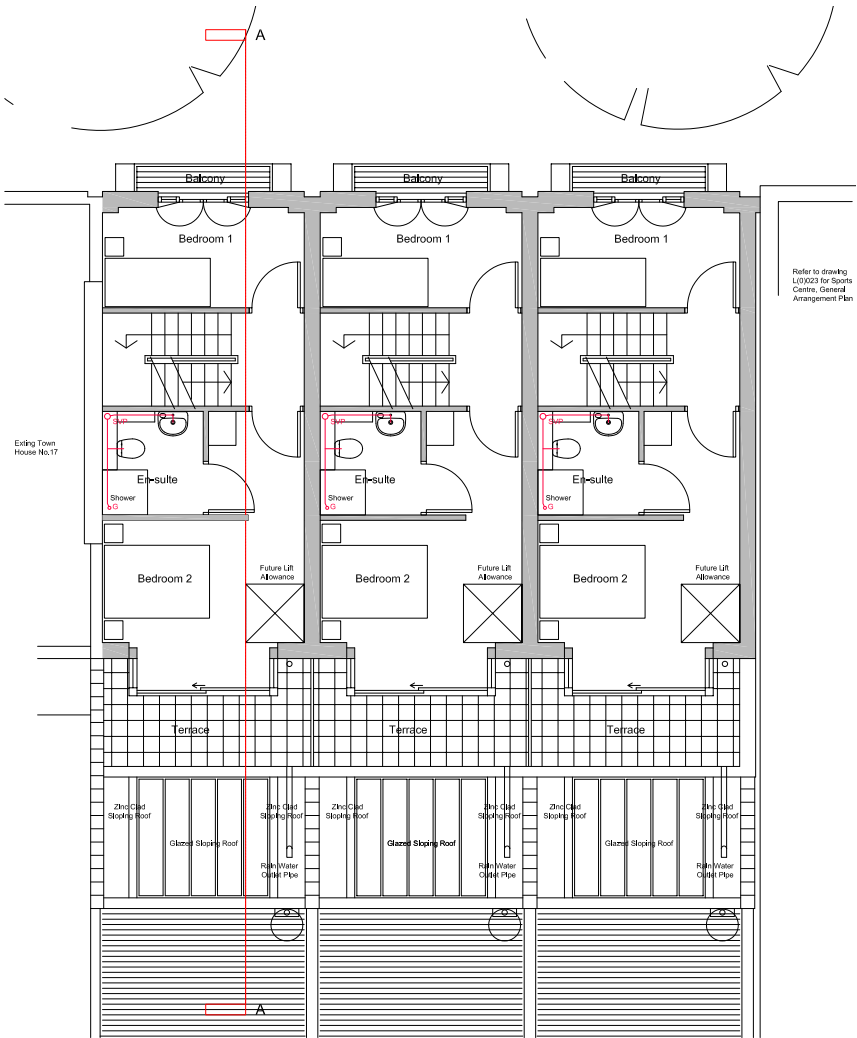 A
Balcony
Balcony
Balcony
Bedroom 1
Bedroom 1
Bedroom 1
Refer to drawing
L(0)023 for Sports
Centre, General
Arrangement Plan
SVP
SVP
SVP
Exting Town
House No.17
En-suite
En-suite
En-suite
Shower
Shower
Shower
G
G
G
Bedroom 2
Bedroom 2
Bedroom 2
Future Lift
Allowance
Future Lift
Allowance
Future Lift
Allowance
Terrace
Terrace
Terrace
Zinc Clad
Sloping Roof
Zinc Clad
Sloping Roof
Zinc Clad
Sloping Roof
Zinc Clad
Sloping Roof
Zinc Clad
Sloping Roof
Zinc Clad
Sloping Roof
Glazed Sloping Roof
Glazed Sloping Roof
Glazed Sloping Roof
Rain Water
Outlet Pipe
Rain Water
Outlet Pipe
Rain Water
Outlet Pipe
A